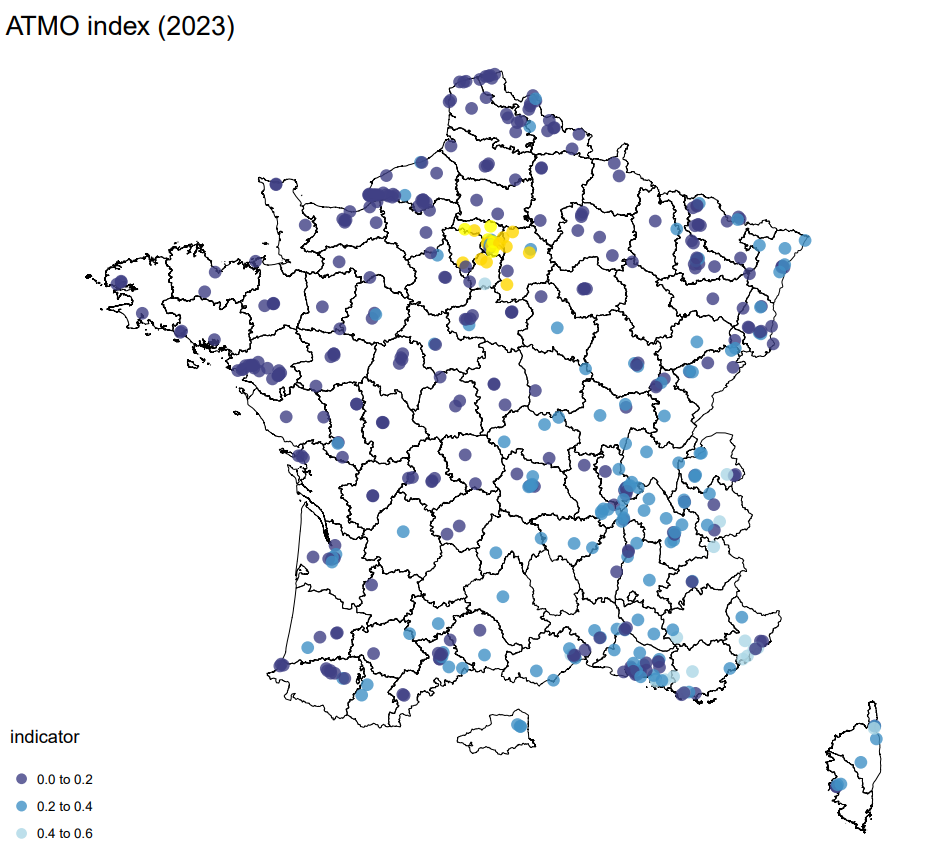 ATMO index (2023)
indicator
0.0 to 0.2
0.2 to 0.4
0.4 to 0.6